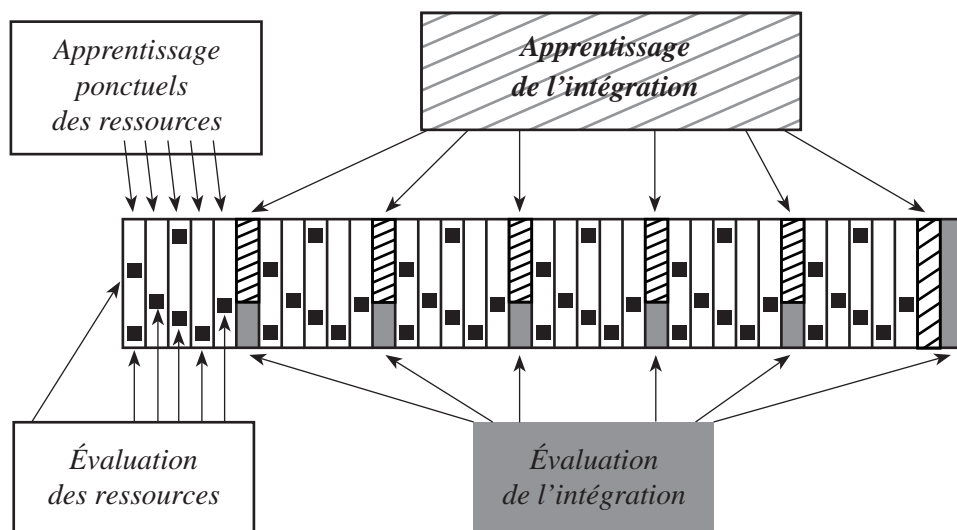 Apprentissage
ponctuels
des ressources
Apprentissage
de l'intégration
Évaluation
des ressources
Évaluation
de l'intégration